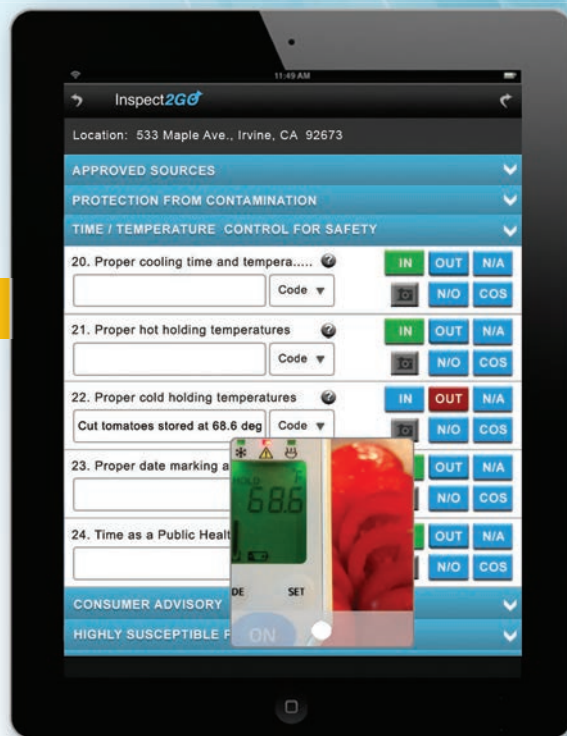 11:49 AM
Inspect2GO
Location: 533 Maple Ave., Irvine, CA 92673
APPROVED SOURCES
PROTECTION FROM CONTAMINATION
TIME / TEMPERATURE CONTROL FOR SAFETY
20. Proper cooling time and tempera..... ? IN OUT N/A
Code N/O COS
21. Proper hot holding temperatures ? IN OUT N/A
Code N/O COS
22. Proper cold holding temperatures ? IN OUT N/A
Cut tomatoes stored at 68.6 deg Code N/O COS
23. Proper date marking a OUT N/A
N/O COS
24. Time as a Public Healt OUT N/A
N/O COS
HOLD °F
68.6
DE SET
ON
CONSUMER ADVISORY
HIGHLY SUSCEPTIBLE